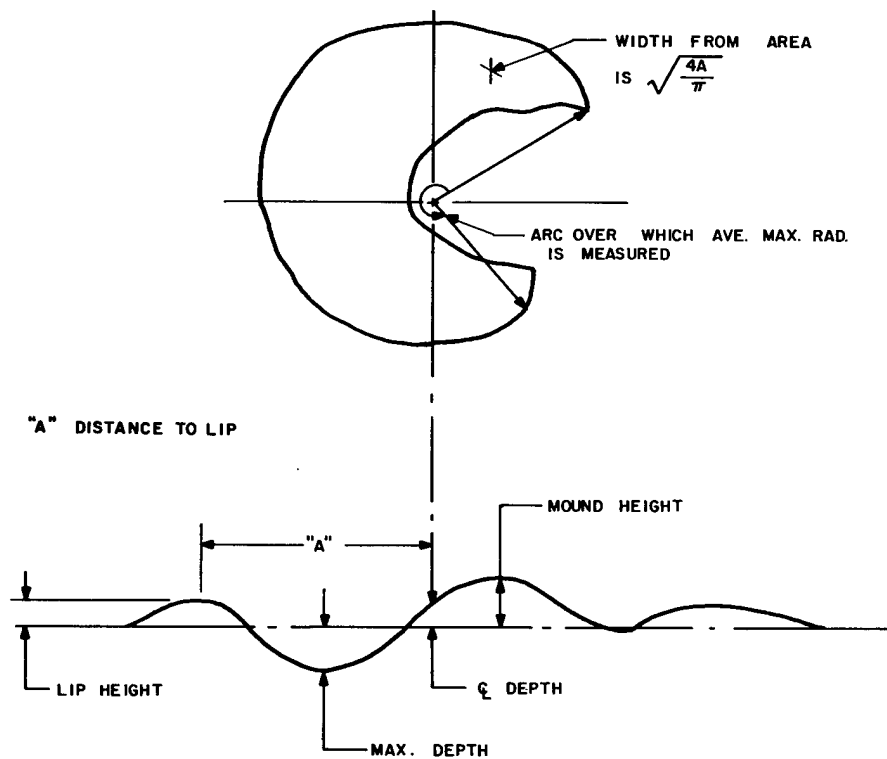 WIDTH FROM AREA
IS √4A/π
ARC OVER WHICH AVE. MAX. RAD.
IS MEASURED
"A" DISTANCE TO LIP
MOUND HEIGHT
"A"
LIP HEIGHT
℄ DEPTH
MAX. DEPTH